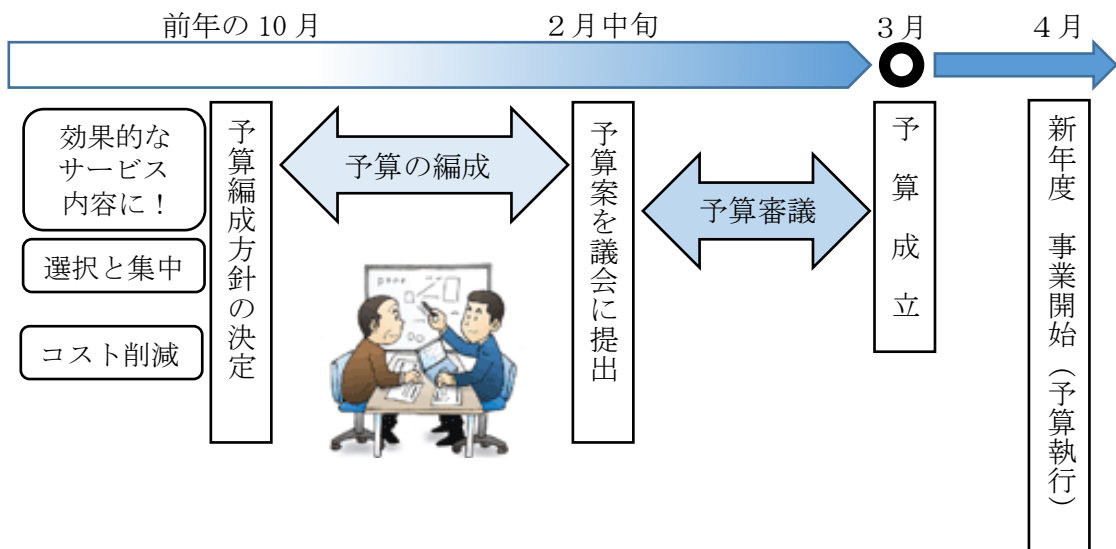 前年の 10 月
２月中旬
３月
４月
効果的な
サービス
内容に！
選択と集中
コスト削減
予算編成方針の決定
予算の編成
予算案を議会に提出
予算審議
予算成立
新年度　事業開始（予算執行）